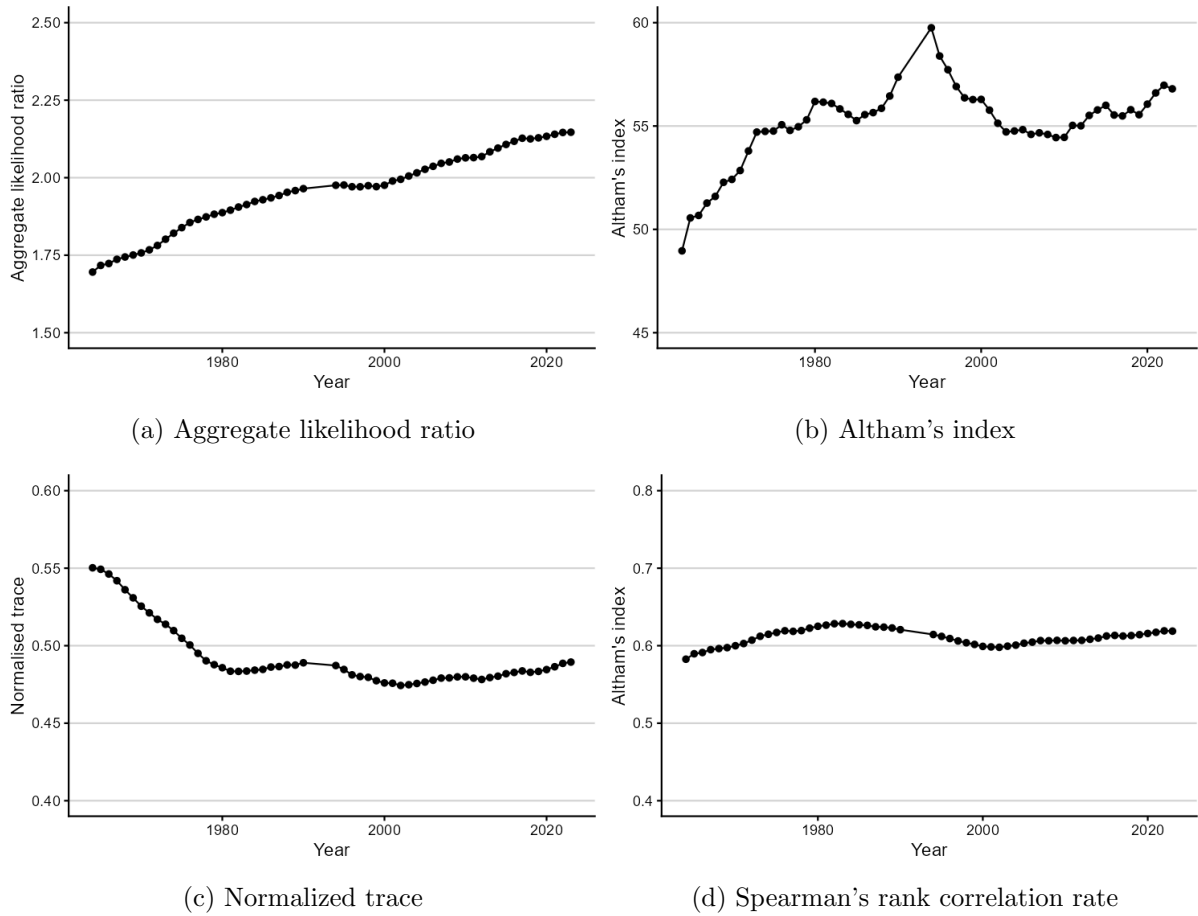 2.50
2.25
2.00
1.75
1.50
Aggregate likelihood ratio
1980
2000
2020
Year
(a) Aggregate likelihood ratio
60
55
50
45
Altham's index
1980
2000
2020
Year
(b) Altham's index
0.60
0.55
0.50
0.45
0.40
Normalised trace
1980
2000
2020
Year
(c) Normalized trace
0.8
0.7
0.6
0.5
0.4
Altham's index
1980
2000
2020
Year
(d) Spearman's rank correlation rate